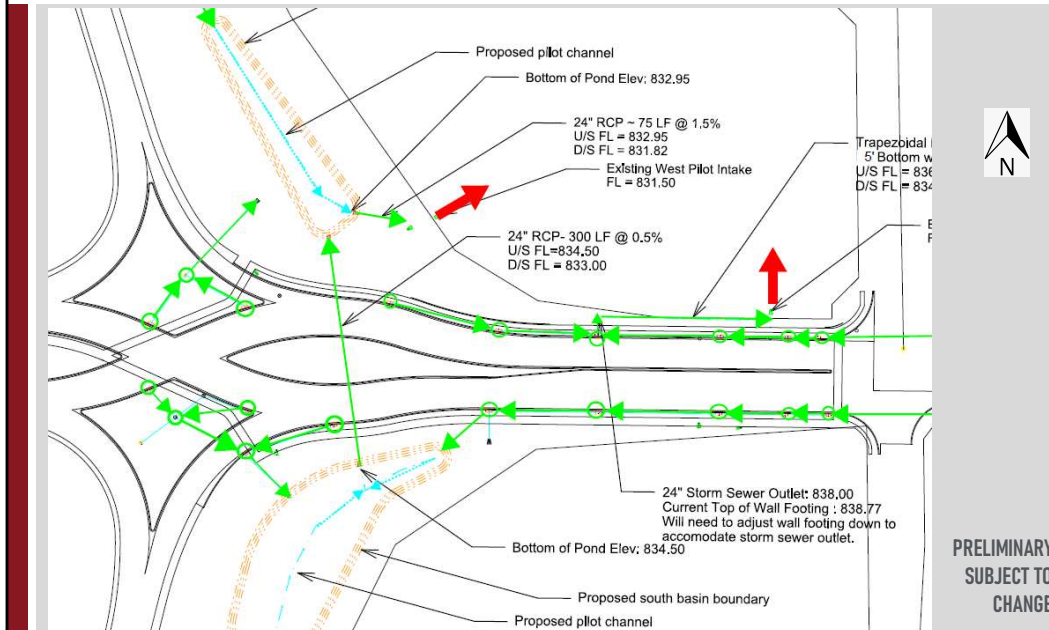 Proposed pilot channel
Bottom of Pond Elev: 832.95
24" RCP ~ 75 LF @ 1.5%
U/S FL = 832.95
D/S FL = 831.82
Existing West Pilot Intake
FL = 831.50
Trapezoidal
5' Bottom w
U/S FL = 836
D/S FL = 834
E
F
N
24" RCP- 300 LF @ 0.5%
U/S FL=834.50
D/S FL = 833.00
24" Storm Sewer Outlet: 838.00
Current Top of Wall Footing : 838.77
Will need to adjust wall footing down to
accomodate storm sewer outlet.
Bottom of Pond Elev: 834.50
Proposed south basin boundary
Proposed pilot channel
PRELIMINARY
SUBJECT TO
CHANGE